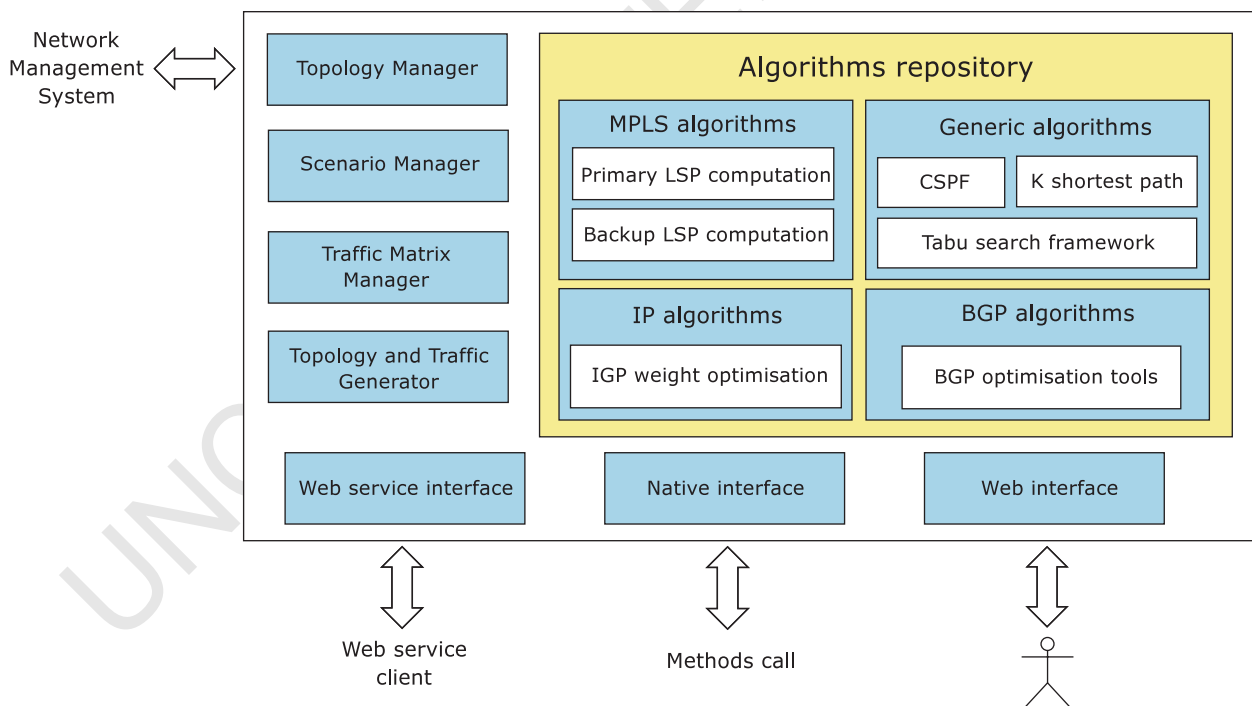 Network
Management
System
Topology Manager
Scenario Manager
Traffic Matrix
Manager
Topology and Traffic
Generator
Algorithms repository
MPLS algorithms
Primary LSP computation
Backup LSP computation
Generic algorithms
CSPF
K shortest path
Tabu search framework
IP algorithms
IGP weight optimisation
BGP algorithms
BGP optimisation tools
Web service interface
Native interface
Web interface
Web service
client
Methods call